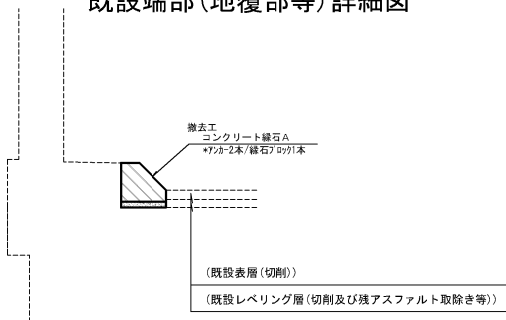 既設端部(地覆部等)詳細図
撤去工
コンクリート縁石A
*アンカー2本/縁石ブロック1本
(既設表層(切削))
(既設レベリング層(切削及び残アスファルト取除き等))